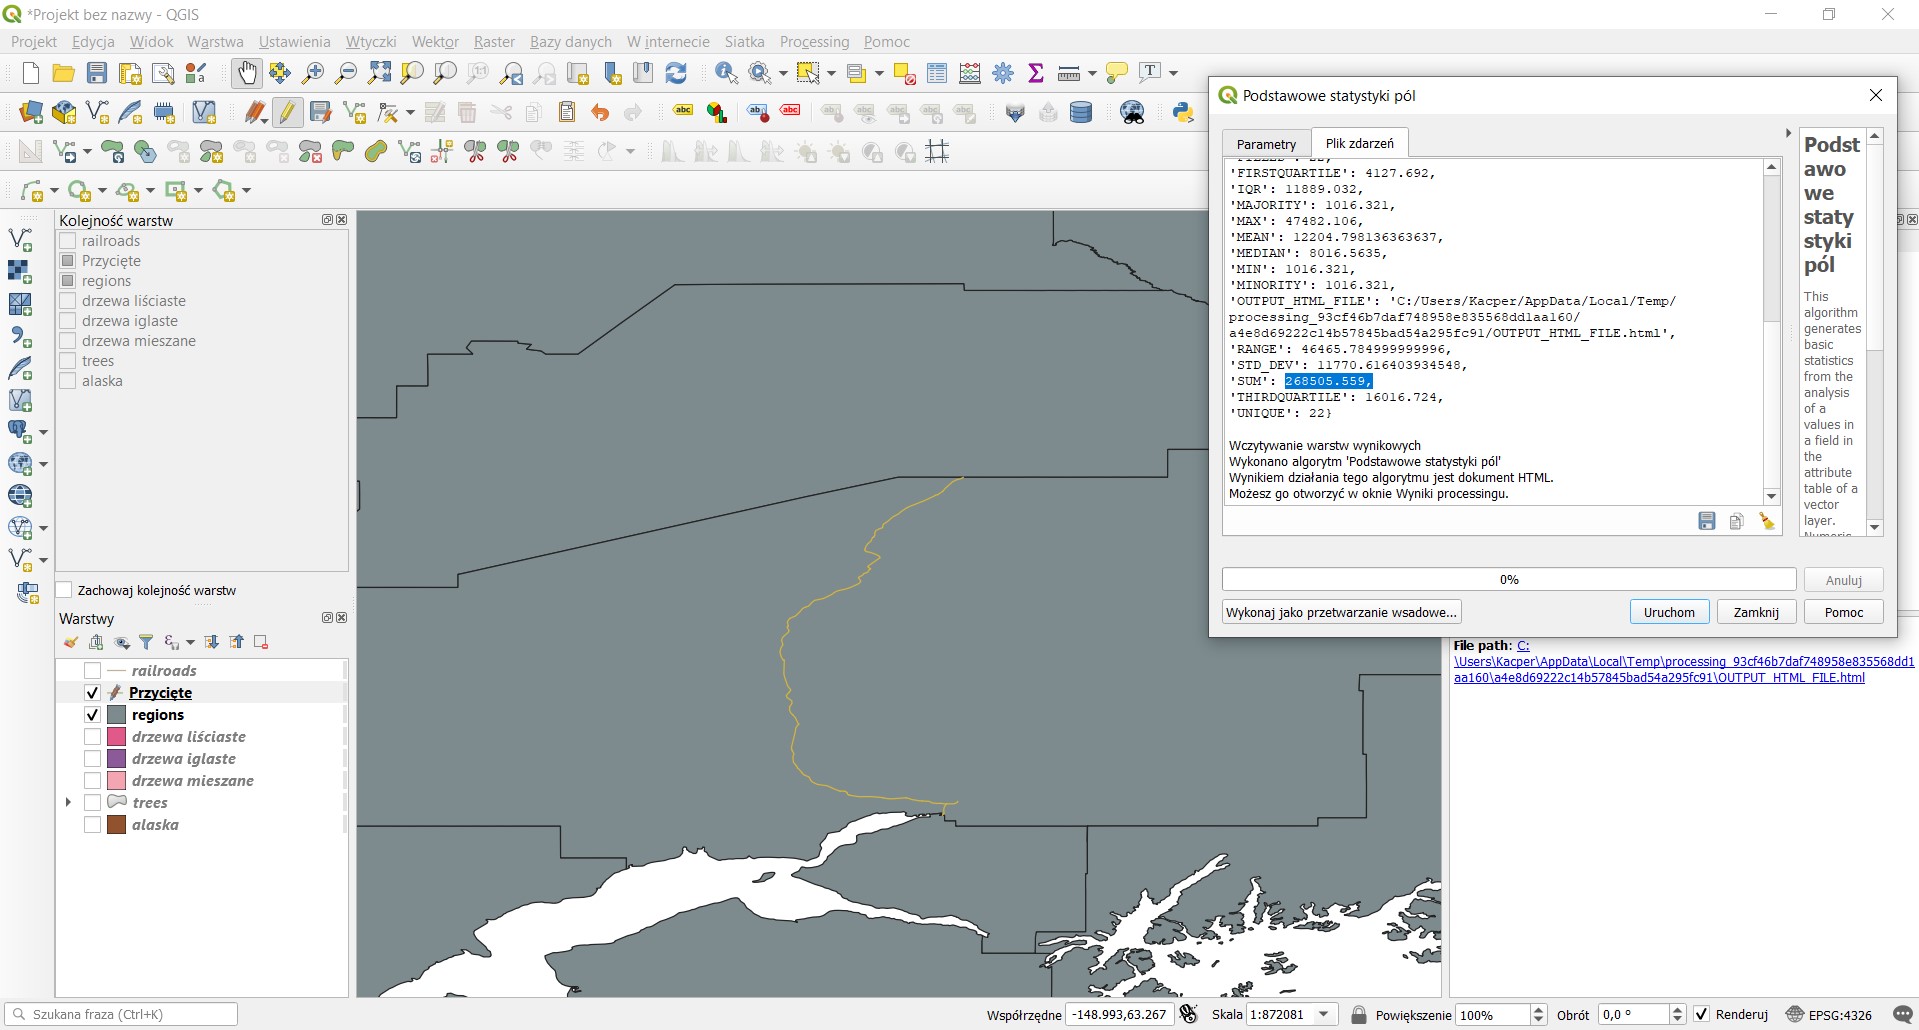 *Projekt bez nazwy - QGIS
Projekt Edycja Widok Warstwa Ustawienia Wtyczki Wektor Raster Bazy danych W internecie Siatka Processing Pomoc
Kolejność warstw
railroads
Przycięte
regions
drzewa liściaste
drzewa iglaste
drzewa mieszane
trees
alaska
Zachowaj kolejność warstw
Warstwy
railroads
Przycięte
regions
drzewa liściaste
drzewa iglaste
drzewa mieszane
trees
alaska
Podstawowe statystyki pól
Parametry Plik zdarzeń
'FIRSTQUARTILE': 4127.692,
'IQR': 11889.032,
'MAJORITY': 1016.321,
'MAX': 47482.106,
'MEAN': 12204.798136363637,
'MEDIAN': 8016.5635,
'MIN': 1016.321,
'MINORITY': 1016.321,
'OUTPUT_HTML_FILE': 'C:/Users/Kacper/AppData/Local/Temp/
processing_93cf46b7daf748958e835568dd1aa160/
a4e8d69222c14b57845bad54a295fc91/OUTPUT_HTML_FILE.html',
'RANGE': 46465.784999999996,
'STD_DEV': 11770.616403934548,
'SUM': 268505.559,
'THIRDQUARTILE': 16016.724,
'UNIQUE': 22}
Wczytywanie warstw wynikowych
Wykonano algorytm 'Podstawowe statystyki pól'
Wynikiem działania tego algorytmu jest dokument HTML.
Możesz go otworzyć w oknie Wyniki processingu.
Podst
awo
we
staty
styki
pól
This
algorithm
generates
basic
statistics
from the
analysis
of a
values in
a field in
the
attribute
table of a
vector
layer.
0%
Anuluj
Wykonaj jako przetwarzanie wsadowe...
Uruchom
Zamknij
Pomoc
File path: C:
\Users\Kacper\AppData\Local\Temp\processing_93cf46b7daf748958e835568dd1
aa160\a4e8d69222c14b57845bad54a295fc91\OUTPUT_HTML_FILE.html
Szukana fraza (Ctrl+K)
Współrzędne -148.993,63.267 Skala 1:872081 Powiększenie 100% Obrót 0,0 ° Renderuj EPSG:4326